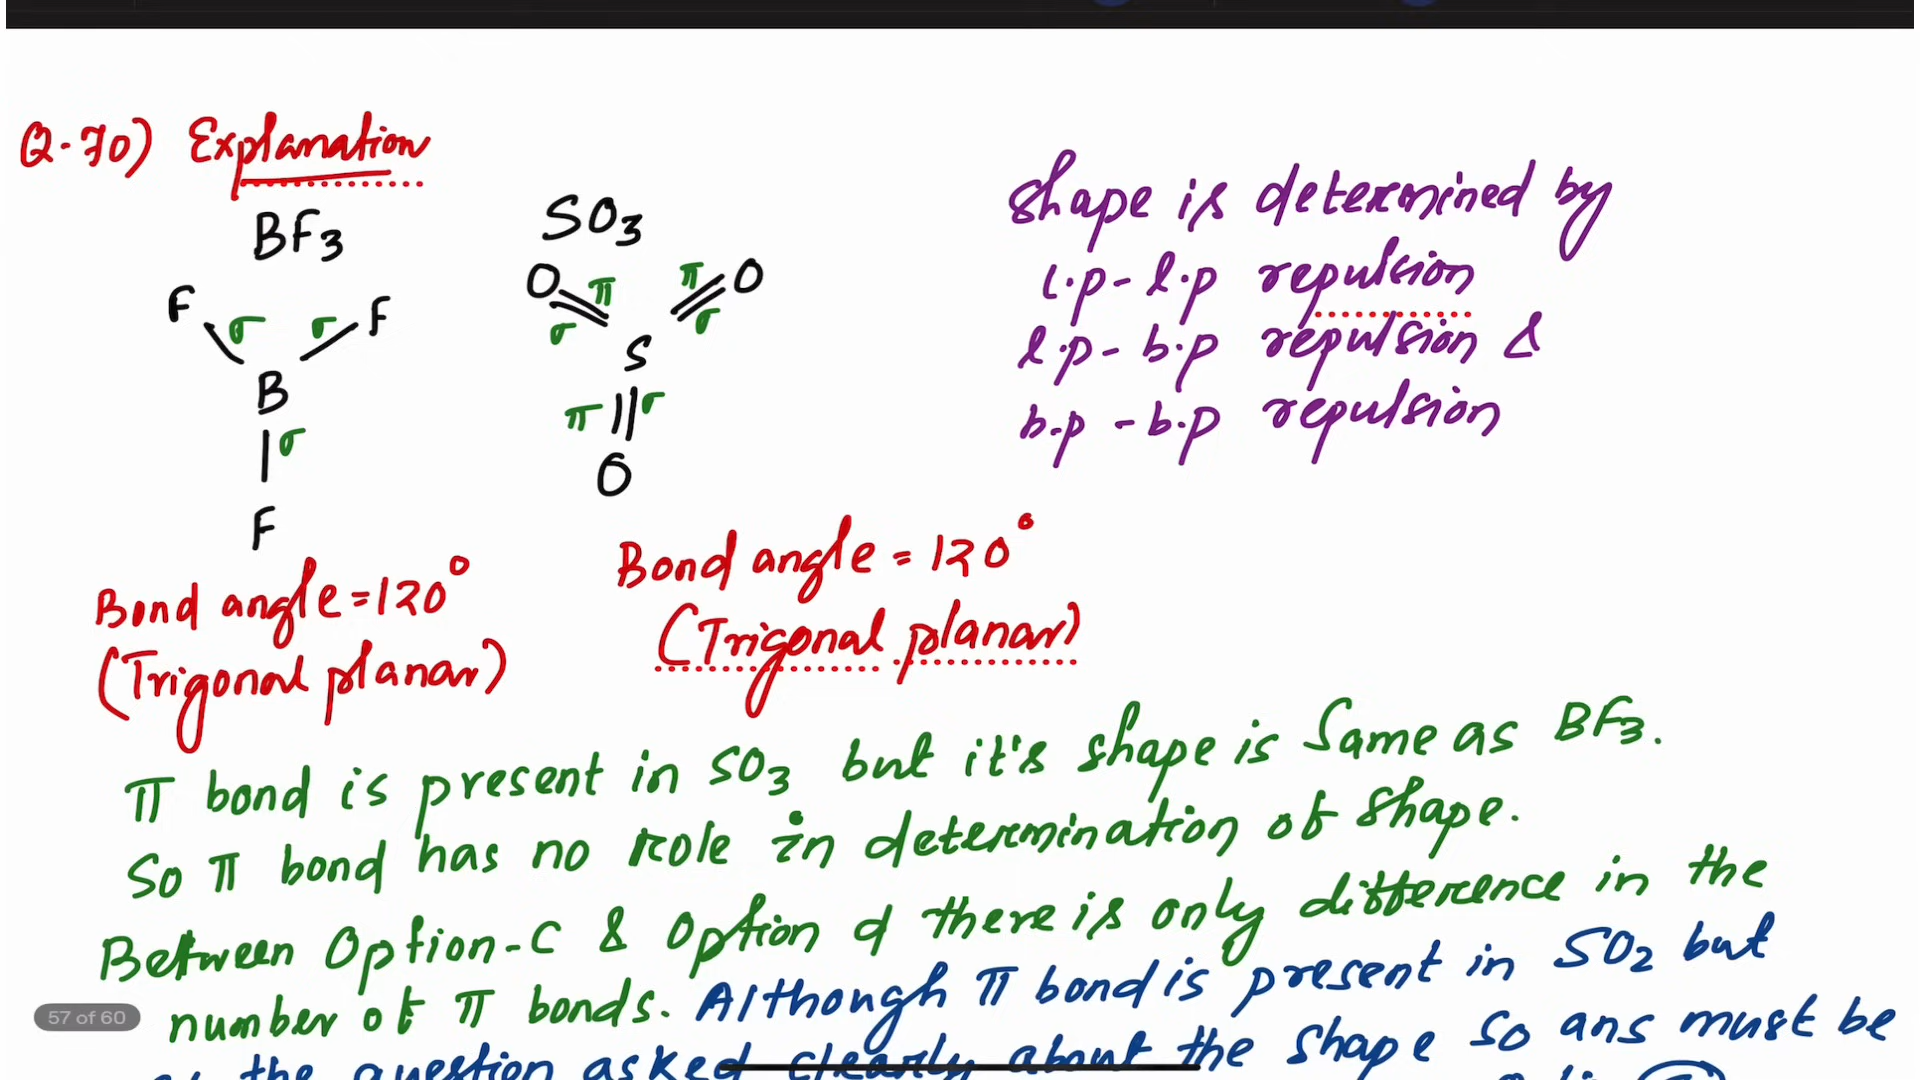 Q.70) Explanation
BF3
SO3
F σ σ F
B
σ
F
O π π O
σ σ
S
π σ
O
Shape is determined by
l.p - l.p repulsion
l.p - b.p repulsion &
b.p - b.p repulsion
Bond angle = 120°
(Trigonal planar)
Bond angle = 120°
(Trigonal planar)
π bond is present in SO3 but it's shape is Same as BF3.
So π bond has no role in determination of Shape.
Between Option-C & Option d there is only difference in the
number of π bonds. Although π bond is present in SO2 but
the question asked clearly about the shape so ans must be
57 of 60